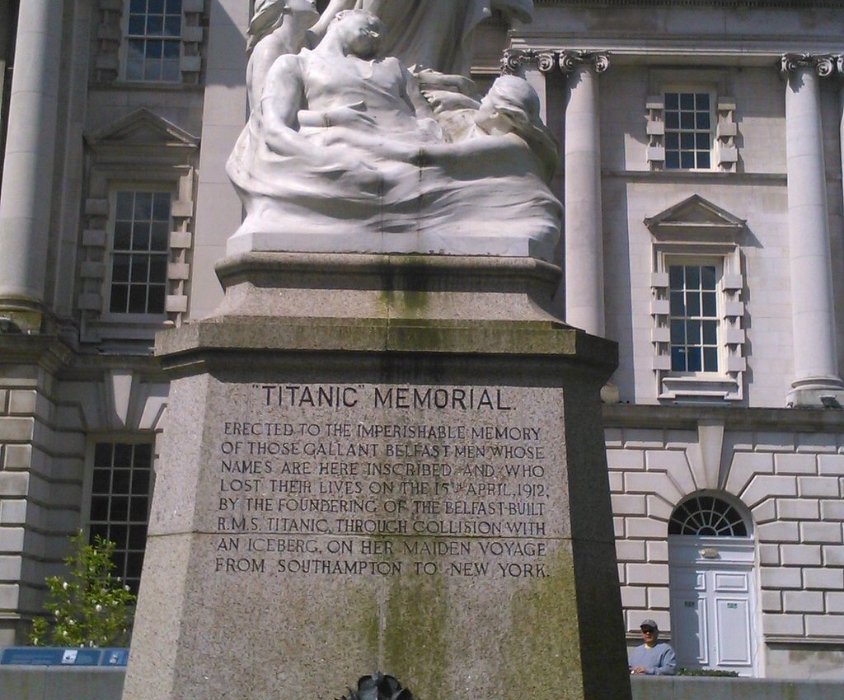 "TITANIC" MEMORIAL.
ERECTED TO THE IMPERISHABLE MEMORY
OF THOSE GALLANT BELFAST MEN WHOSE
NAMES ARE HERE INSCRIBED AND WHO
LOST THEIR LIVES ON THE 15TH APRIL, 1912,
BY THE FOUNDERING OF THE BELFAST-BUILT
R.M.S. TITANIC, THROUGH COLLISION WITH
AN ICEBERG, ON HER MAIDEN VOYAGE
FROM SOUTHAMPTON TO NEW YORK.